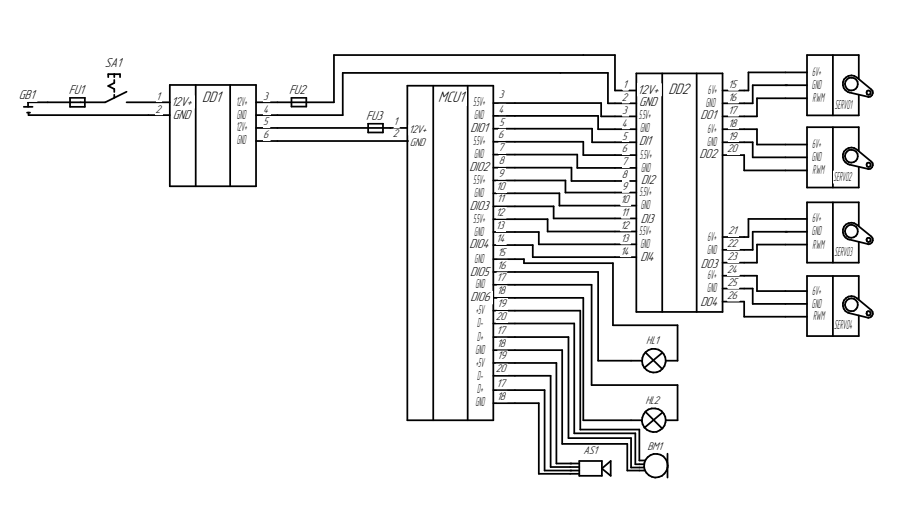 GB1
FU1
SA1
1
2
12V+
GND
DD1
12V+
GND
12V+
GND
3
4
5
6
FU2
FU3
1
2
12V+
GND
MCU1
5.5V+
GND
DIO1
5.5V+
GND
DIO2
5.5V+
GND
DIO3
5.5V+
GND
DIO4
GND
DIO5
GND
DIO6
+5V
D-
D+
GND
+5V
D-
D+
GND
3
4
5
6
7
8
9
10
11
12
13
14
15
16
17
18
19
20
17
18
19
20
17
18
1
2
3
4
5
6
7
8
9
10
11
12
13
14
12V+
GND
5.5V+
GND
DI1
5.5V+
GND
DI2
5.5V+
GND
DI3
5.5V+
GND
DI4
DD2
6V+
GND
DO1
6V+
GND
DO2
6V+
GND
DO3
6V+
GND
DO4
15
16
17
18
19
20
21
22
23
24
25
26
6V+
GND
RWM
SERVO1
6V+
GND
RWM
SERVO2
6V+
GND
RWM
SERVO3
6V+
GND
RWM
SERVO4
HL1
HL2
AS1
BM1